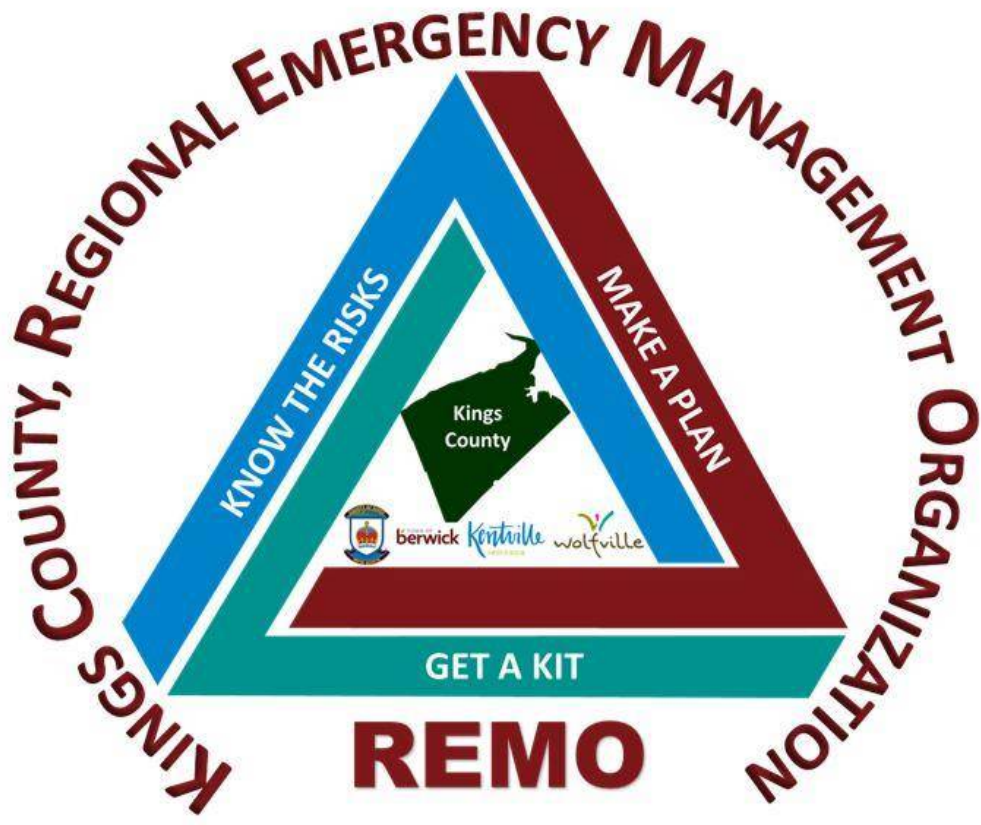 KINGS COUNTY, REGIONAL EMERGENCY MANAGEMENT ORGANIZATION
KNOW THE RISKS
MAKE A PLAN
Kings
County
berwick
Kentville
wolfville
GET A KIT
REMO